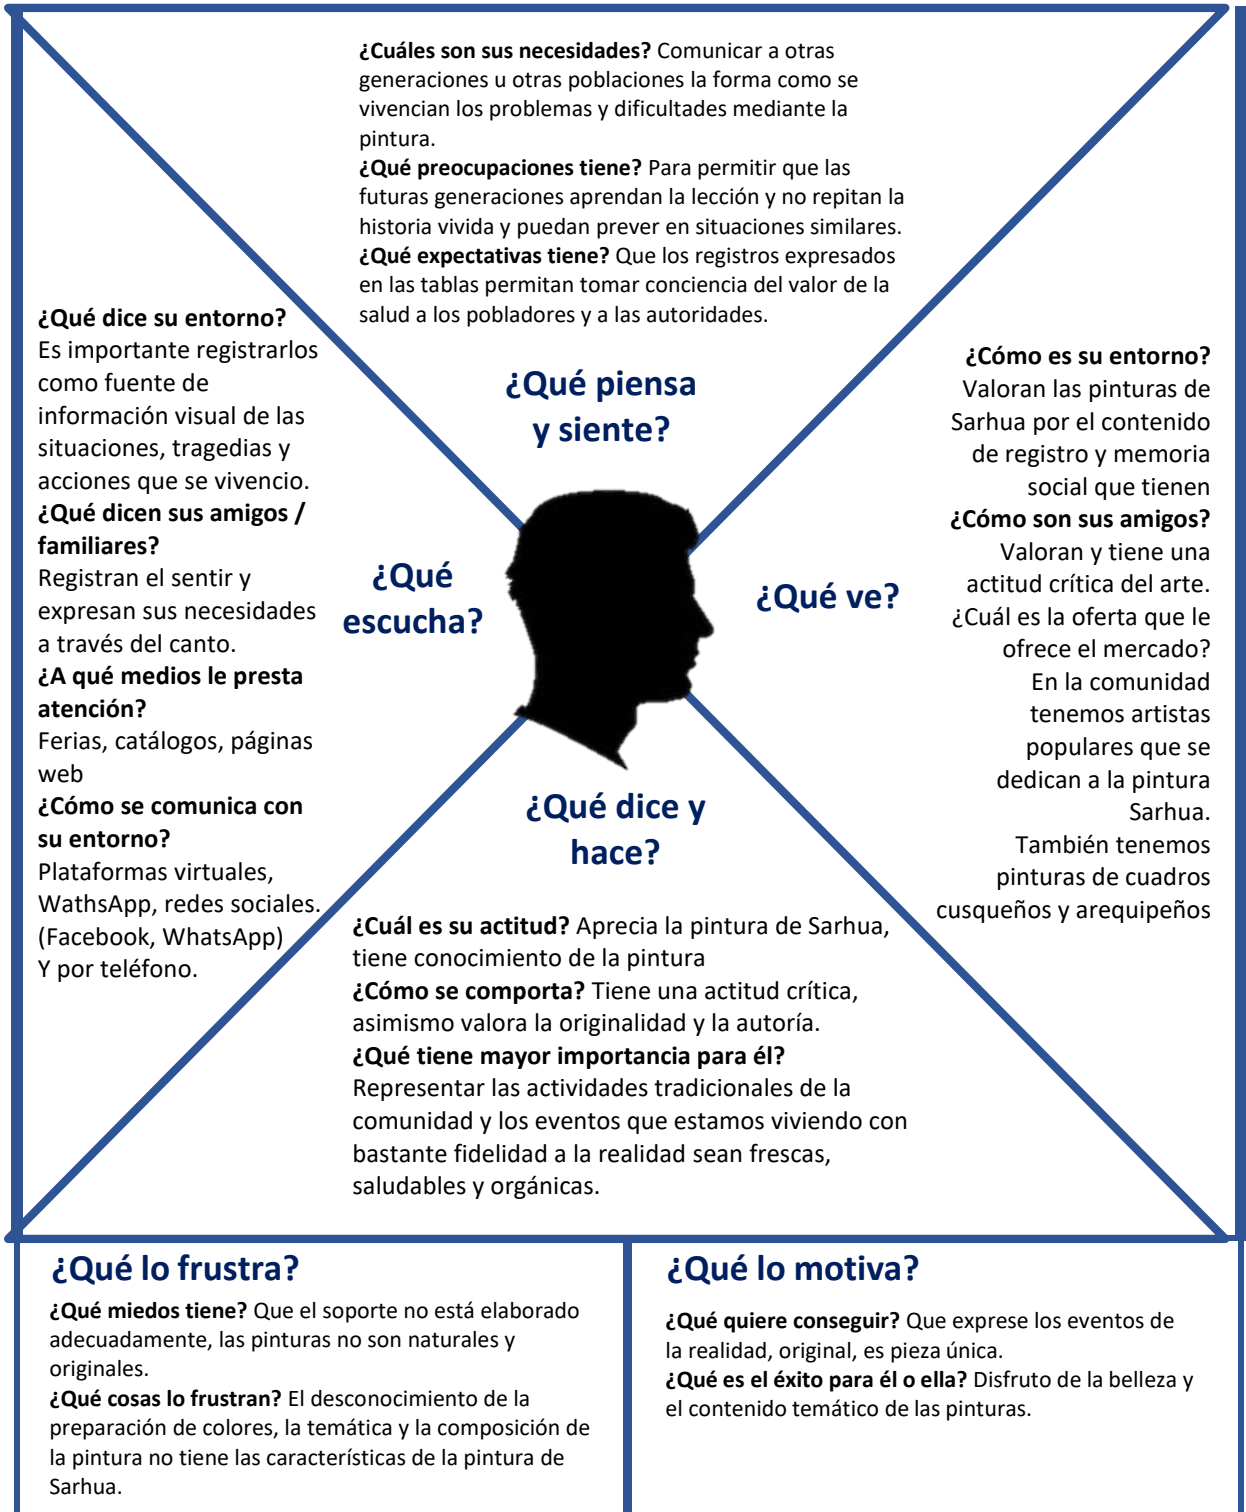 ¿Cuáles son sus necesidades? Comunicar a otras
generaciones u otras poblaciones la forma como se
vivencian los problemas y dificultades mediante la
pintura.
¿Qué preocupaciones tiene? Para permitir que las
futuras generaciones aprendan la lección y no repitan la
historia vivida y puedan prever en situaciones similares.
¿Qué expectativas tiene? Que los registros expresados
en las tablas permitan tomar conciencia del valor de la
salud a los pobladores y a las autoridades.
¿Qué piensa
y siente?
¿Qué dice su entorno?
Es importante registrarlos
como fuente de
información visual de las
situaciones, tragedias y
acciones que se vivencio.
¿Qué dicen sus amigos /
familiares?
Registran el sentir y
expresan sus necesidades
a través del canto.
¿A qué medios le presta
atención?
Ferias, catálogos, páginas
web
¿Cómo se comunica con
su entorno?
Plataformas virtuales,
WathsApp, redes sociales.
(Facebook, WhatsApp)
Y por teléfono.
¿Qué
escucha?
¿Qué ve?
¿Cómo es su entorno?
Valoran las pinturas de
Sarhua por el contenido
de registro y memoria
social que tienen
¿Cómo son sus amigos?
Valoran y tiene una
actitud crítica del arte.
¿Cuál es la oferta que le
ofrece el mercado?
En la comunidad
tenemos artistas
populares que se
dedican a la pintura
Sarhua.
También tenemos
pinturas de cuadros
cusqueños y arequipeños
¿Qué dice y
hace?
¿Cuál es su actitud? Aprecia la pintura de Sarhua,
tiene conocimiento de la pintura
¿Cómo se comporta? Tiene una actitud crítica,
asimismo valora la originalidad y la autoría.
¿Qué tiene mayor importancia para él?
Representar las actividades tradicionales de la
comunidad y los eventos que estamos viviendo con
bastante fidelidad a la realidad sean frescas,
saludables y orgánicas.
¿Qué lo frustra?
¿Qué miedos tiene? Que el soporte no está elaborado
adecuadamente, las pinturas no son naturales y
originales.
¿Qué cosas lo frustran? El desconocimiento de la
preparación de colores, la temática y la composición de
la pintura no tiene las características de la pintura de
Sarhua.
¿Qué lo motiva?
¿Qué quiere conseguir? Que exprese los eventos de
la realidad, original, es pieza única.
¿Qué es el éxito para él o ella? Disfruto de la belleza y
el contenido temático de las pinturas.